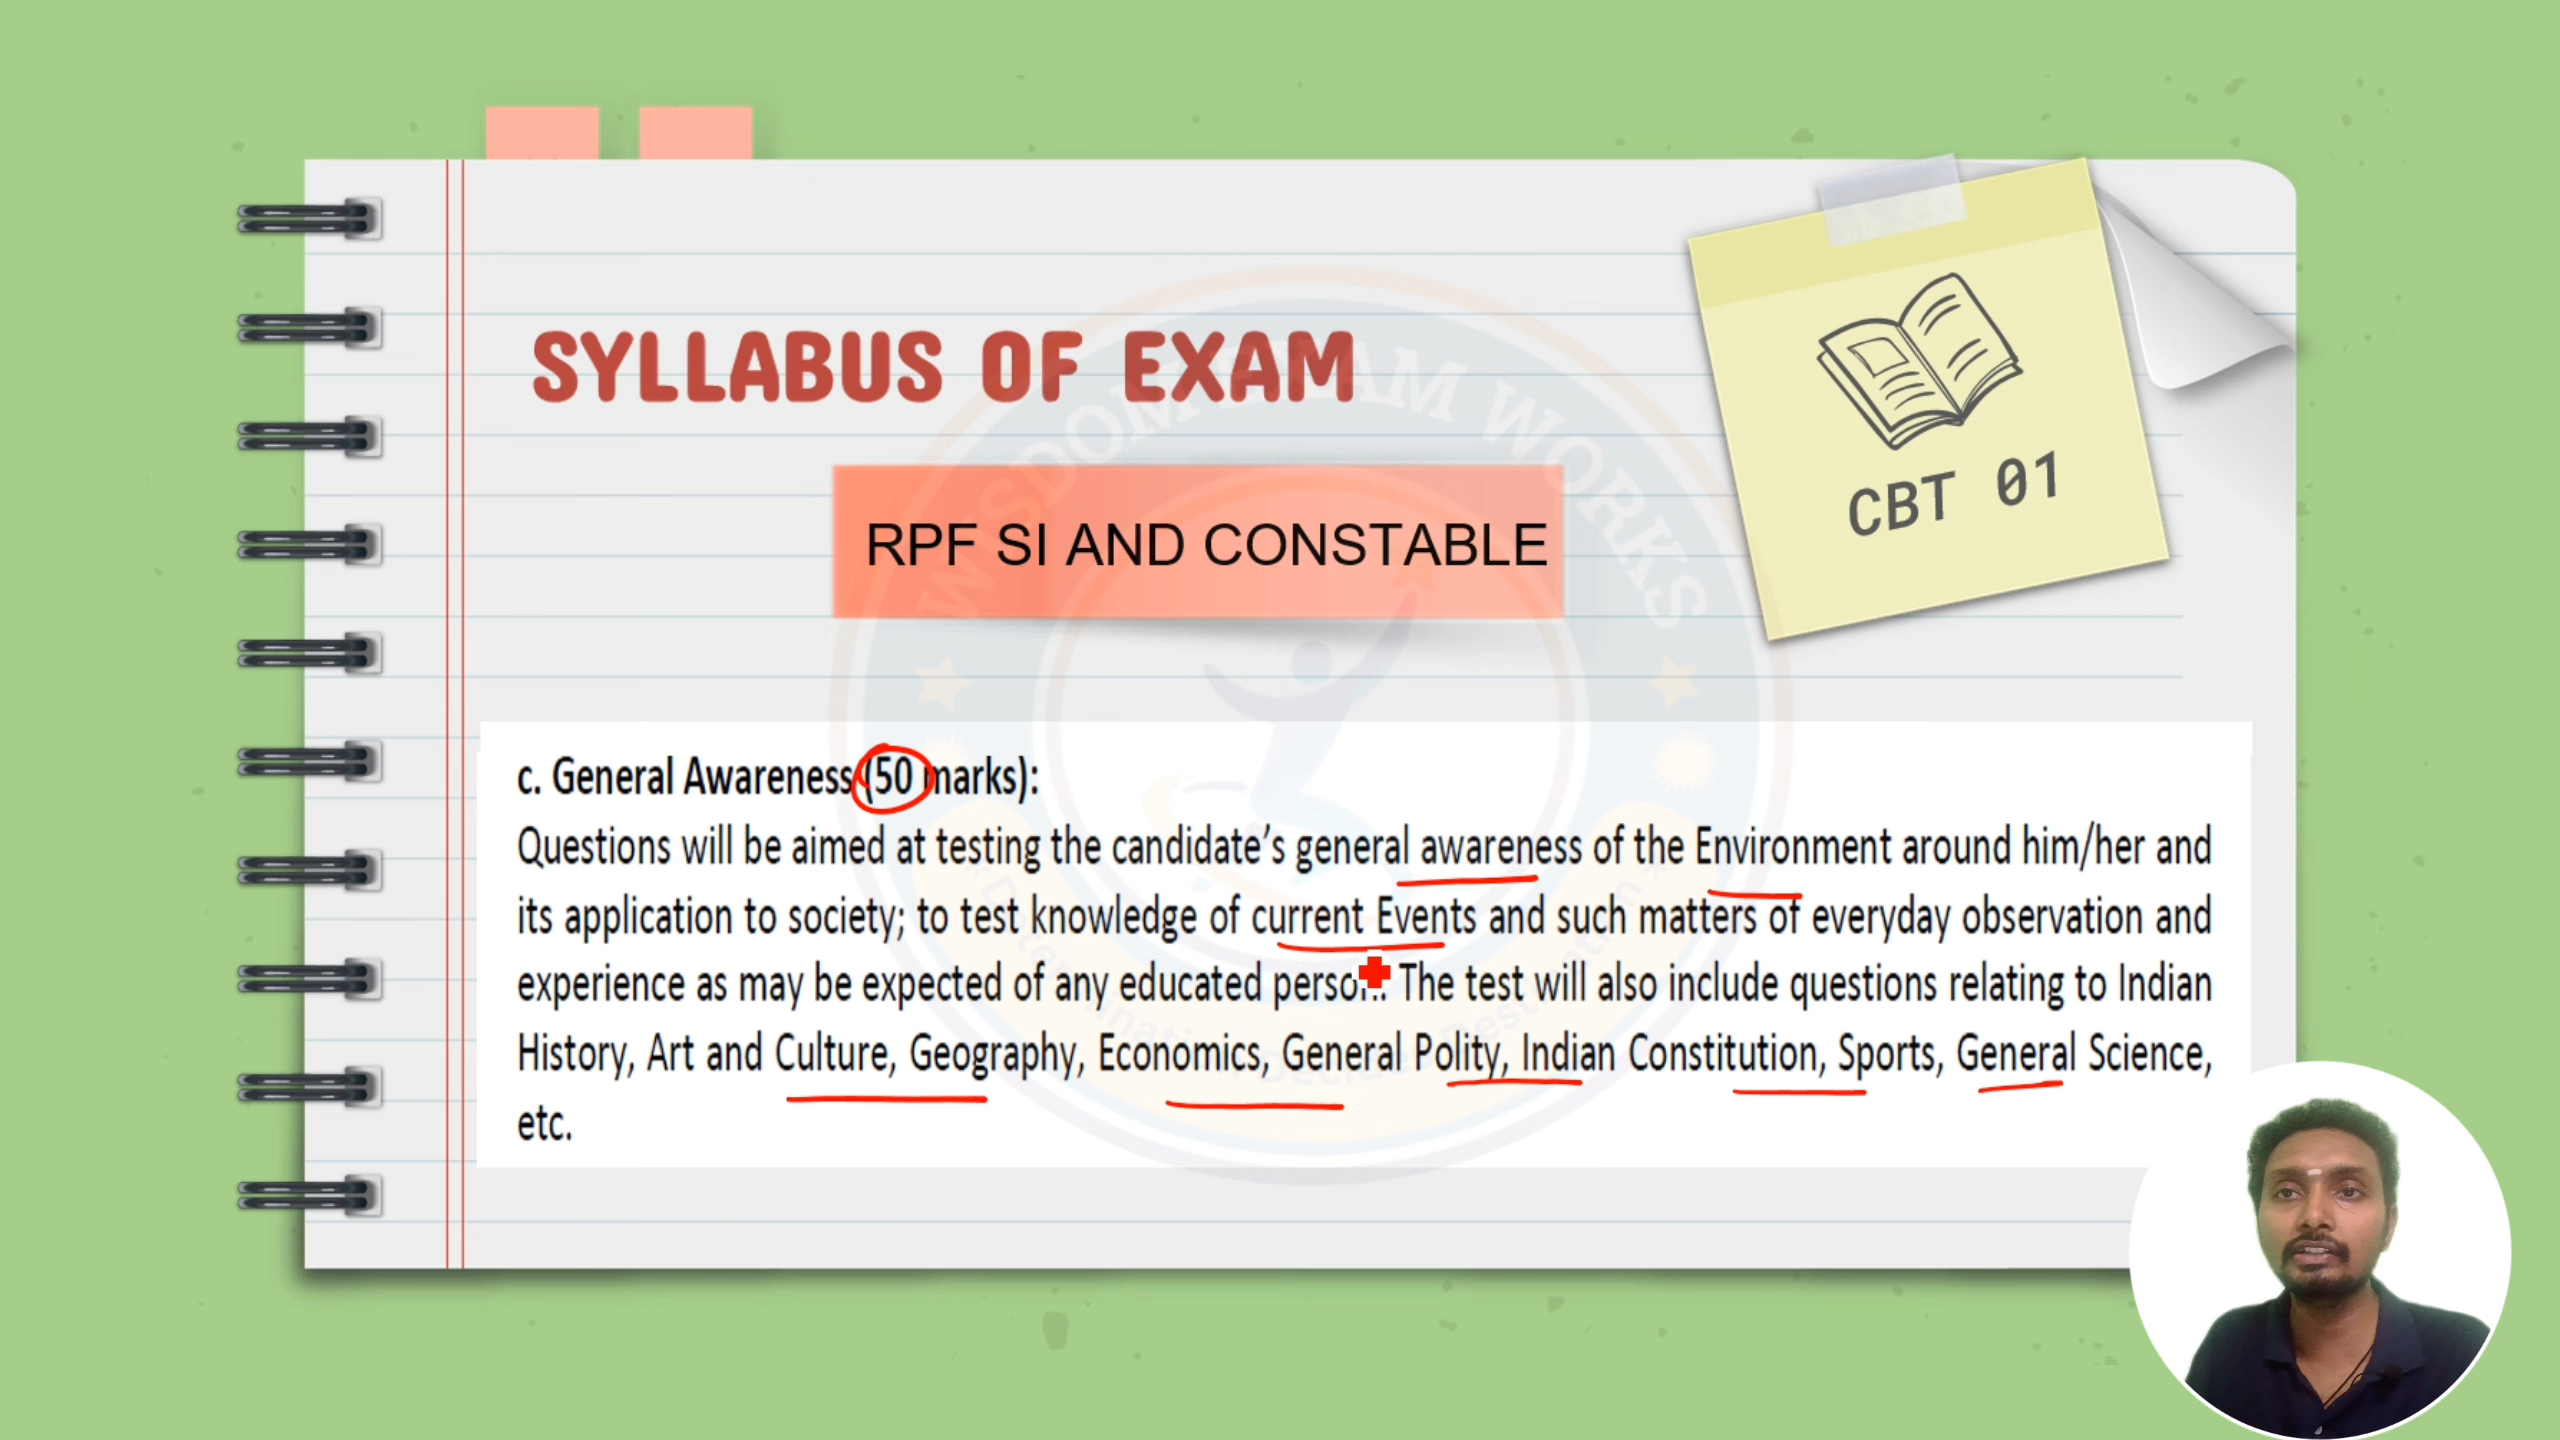 SYLLABUS OF EXAM
CBT 01
RPF SI AND CONSTABLE
WISDOM TEAM WORKS
c. General Awareness (50 marks):
Questions will be aimed at testing the candidate's general awareness of the Environment around him/her and
its application to society; to test knowledge of current Events and such matters of everyday observation and
experience as may be expected of any educated person. The test will also include questions relating to Indian
History, Art and Culture, Geography, Economics, General Polity, Indian Constitution, Sports, General Science,
etc.